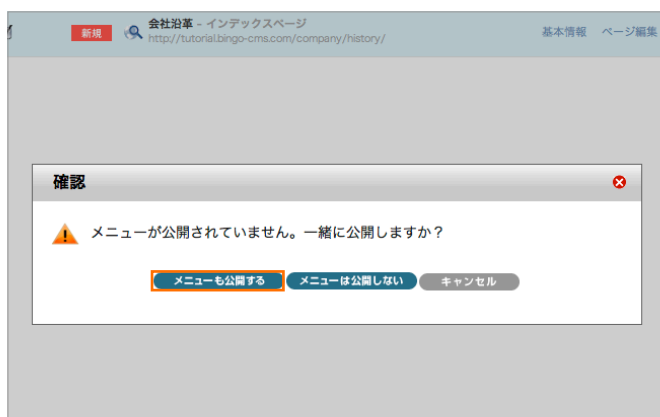 新規
会社沿革 - インデックスページ
http://tutorial.bingo-cms.com/company/history/
基本情報 ページ編集
確認
メニューが公開されていません。一緒に公開しますか？
メニューも公開する メニューは公開しない キャンセル